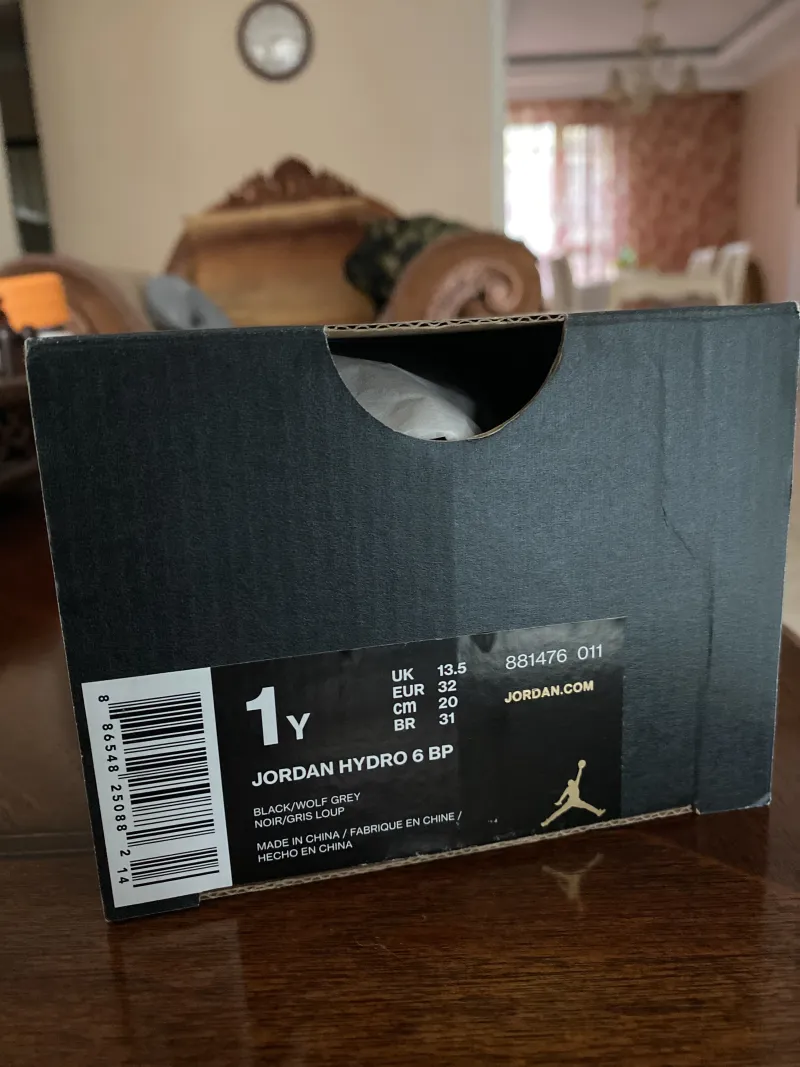 8 86548 25088 2 14
1Y
UK 13.5
EUR 32
cm 20
BR 31
881476 011
JORDAN.COM
JORDAN HYDRO 6 BP
BLACK/WOLF GREY
NOIR/GRIS LOUP
MADE IN CHINA / FABRIQUE EN CHINE /
HECHO EN CHINA